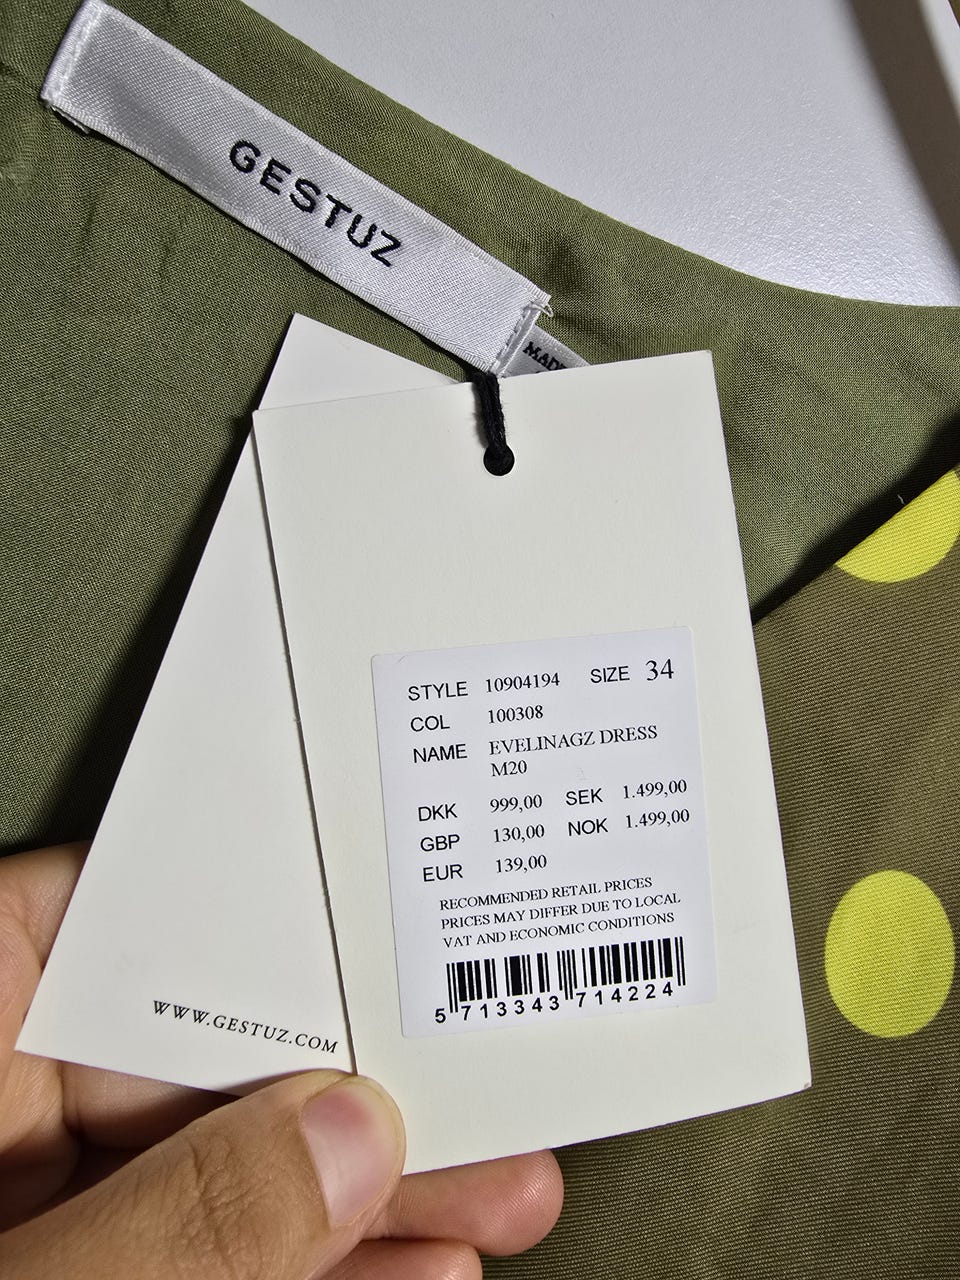 GESTUZ
MADE
STYLE 10904194 SIZE 34
COL 100308
NAME EVELINAGZ DRESS
M20
DKK 999,00 SEK 1.499,00
GBP 130,00 NOK 1.499,00
EUR 139,00
RECOMMENDED RETAIL PRICES
PRICES MAY DIFFER DUE TO LOCAL
VAT AND ECONOMIC CONDITIONS
5 713343 714224
WWW.GESTUZ.COM